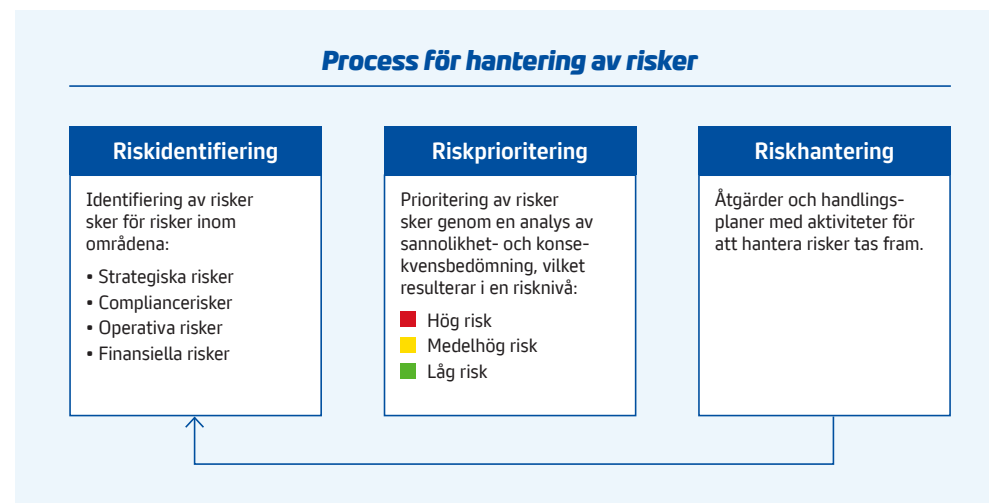 Process för hantering av risker
Riskidentifiering
Identifiering av risker
sker för risker inom
områdena:
• Strategiska risker
• Compliancerisker
• Operativa risker
• Finansiella risker
Riskprioritering
Prioritering av risker
sker genom en analys av
sannolikhet- och konse-
kvensbedömning, vilket
resulterar i en risknivå:
Hög risk
Medelhög risk
Låg risk
Riskhantering
Åtgärder och handlings-
planer med aktiviteter för
att hantera risker tas fram.